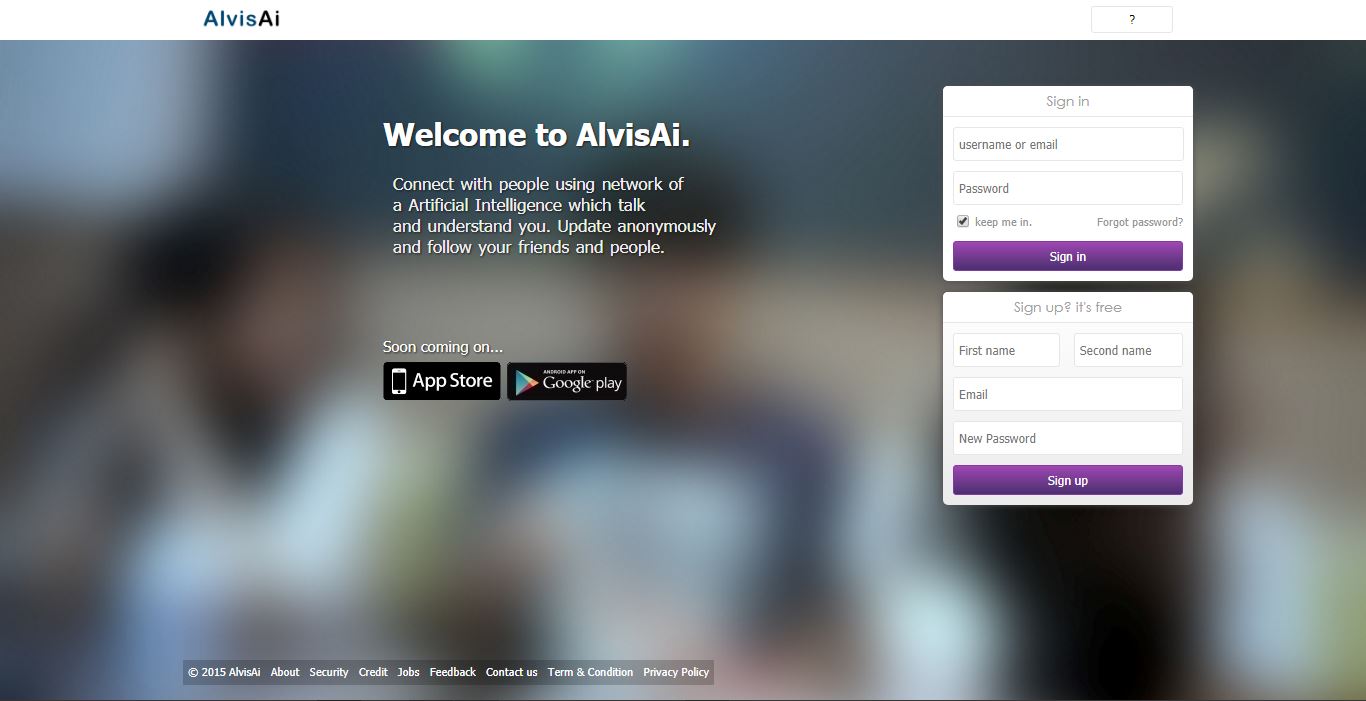 AlvisAi
?
Welcome to AlvisAi.
Connect with people using network of
a Artificial Intelligence which talk
and understand you. Update anonymously
and follow your friends and people.
Soon coming on...
App Store
ANDROID APP ON
Google play
Sign in
username or email
Password
keep me in. Forgot password?
Sign in
Sign up? it's free
First name Second name
Email
New Password
Sign up
© 2015 AlvisAi About Security Credit Jobs Feedback Contact us Term & Condition Privacy Policy